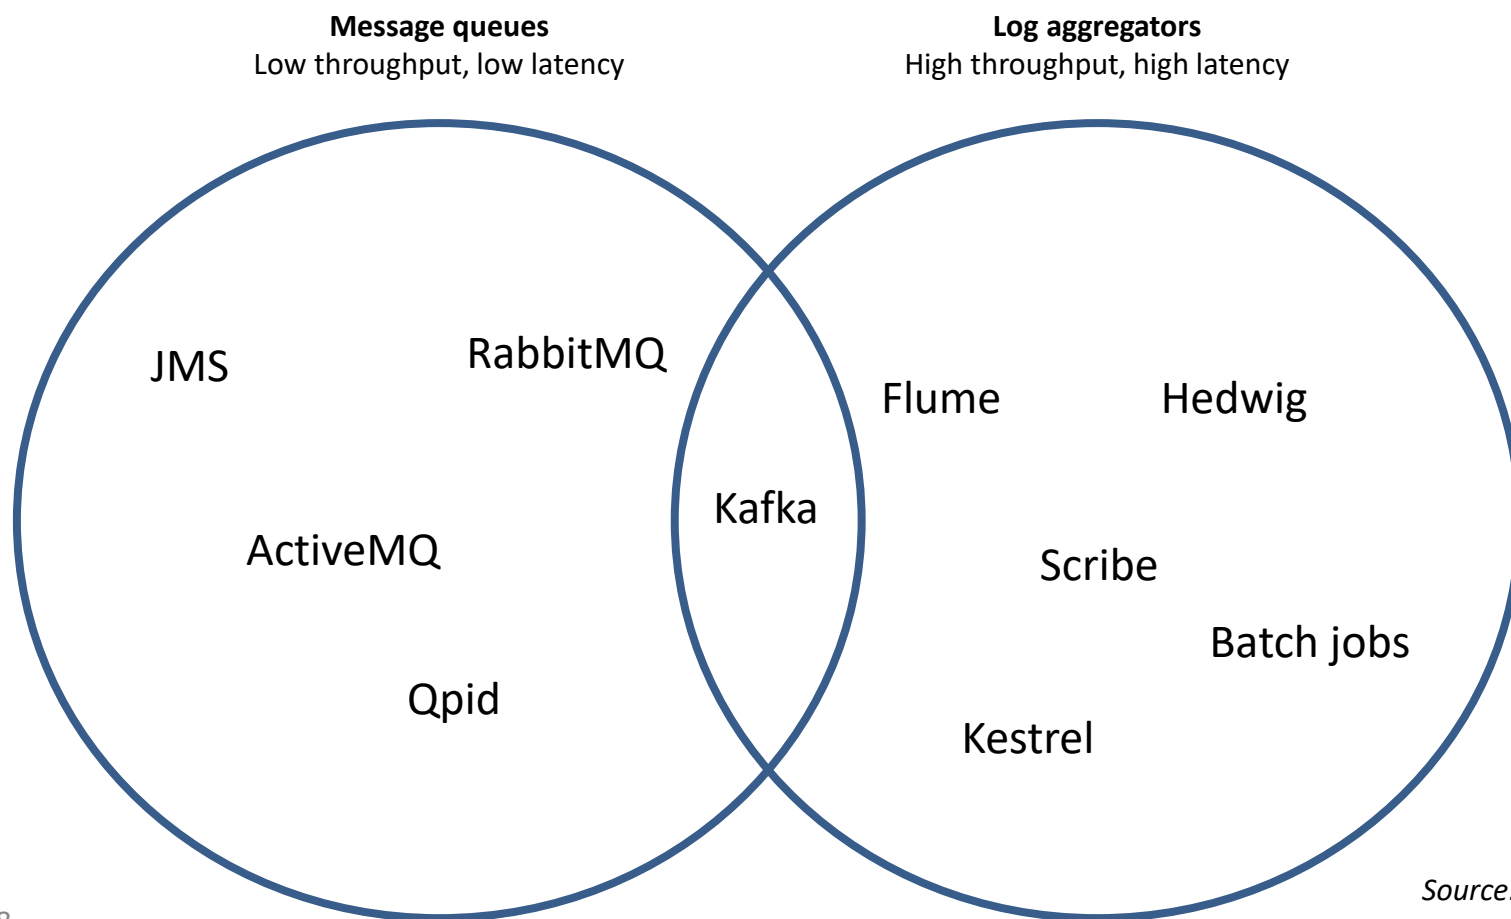 Message queues
Low throughput, low latency
Log aggregators
High throughput, high latency
JMS
RabbitMQ
Flume
Hedwig
Kafka
ActiveMQ
Scribe
Batch jobs
Qpid
Kestrel
Source